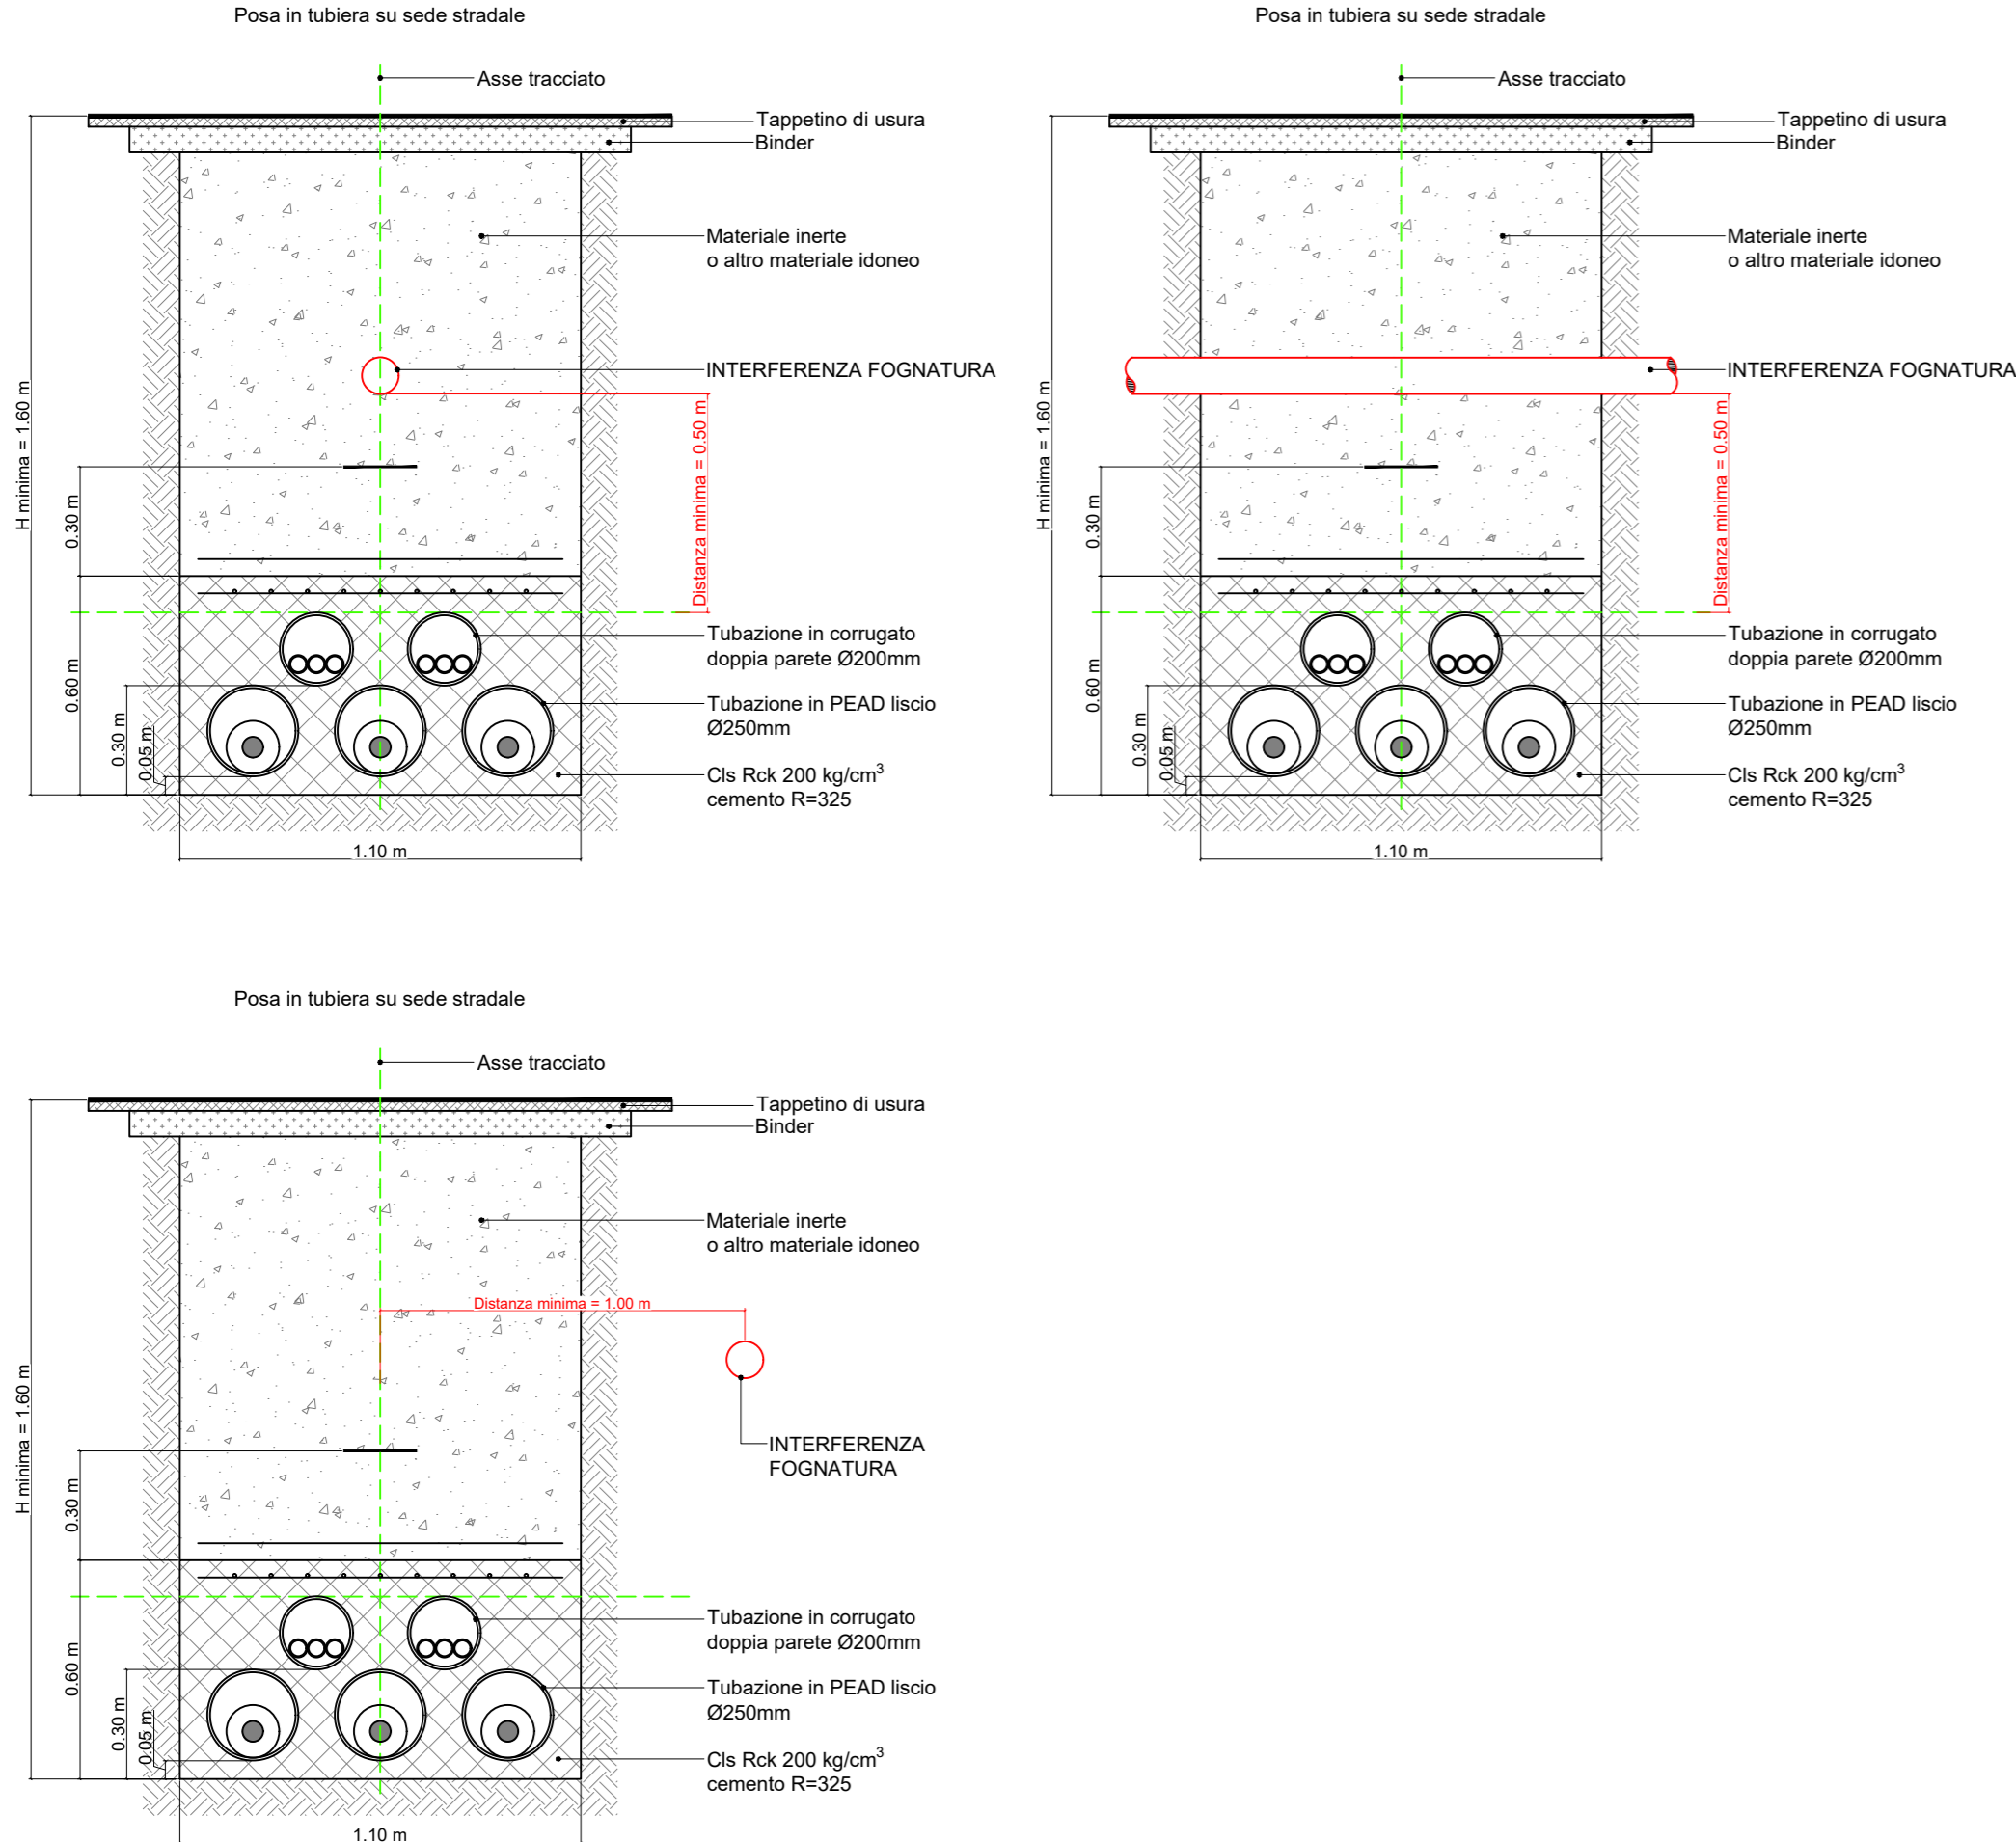 Posa in tubiera su sede stradale
Asse tracciato
Tappetino di usura
Binder
Materiale inerte
o altro materiale idoneo
INTERFERENZA FOGNATURA
H minima = 1.60 m
0.30 m
Distanza minima = 0.50 m
0.60 m
0.30 m
0.05 m
Tubazione in corrugato
doppia parete Ø200mm
Tubazione in PEAD liscio
Ø250mm
Cls Rck 200 kg/cm³
cemento R=325
1.10 m
Posa in tubiera su sede stradale
Asse tracciato
Tappetino di usura
Binder
Materiale inerte
o altro materiale idoneo
INTERFERENZA FOGNATURA
H minima = 1.60 m
0.30 m
Distanza minima = 0.50 m
0.60 m
0.30 m
0.05 m
Tubazione in corrugato
doppia parete Ø200mm
Tubazione in PEAD liscio
Ø250mm
Cls Rck 200 kg/cm³
cemento R=325
1.10 m
Posa in tubiera su sede stradale
Asse tracciato
Tappetino di usura
Binder
Materiale inerte
o altro materiale idoneo
Distanza minima = 1.00 m
INTERFERENZA
FOGNATURA
H minima = 1.60 m
0.30 m
0.60 m
0.30 m
0.05 m
Tubazione in corrugato
doppia parete Ø200mm
Tubazione in PEAD liscio
Ø250mm
Cls Rck 200 kg/cm³
cemento R=325
1.10 m